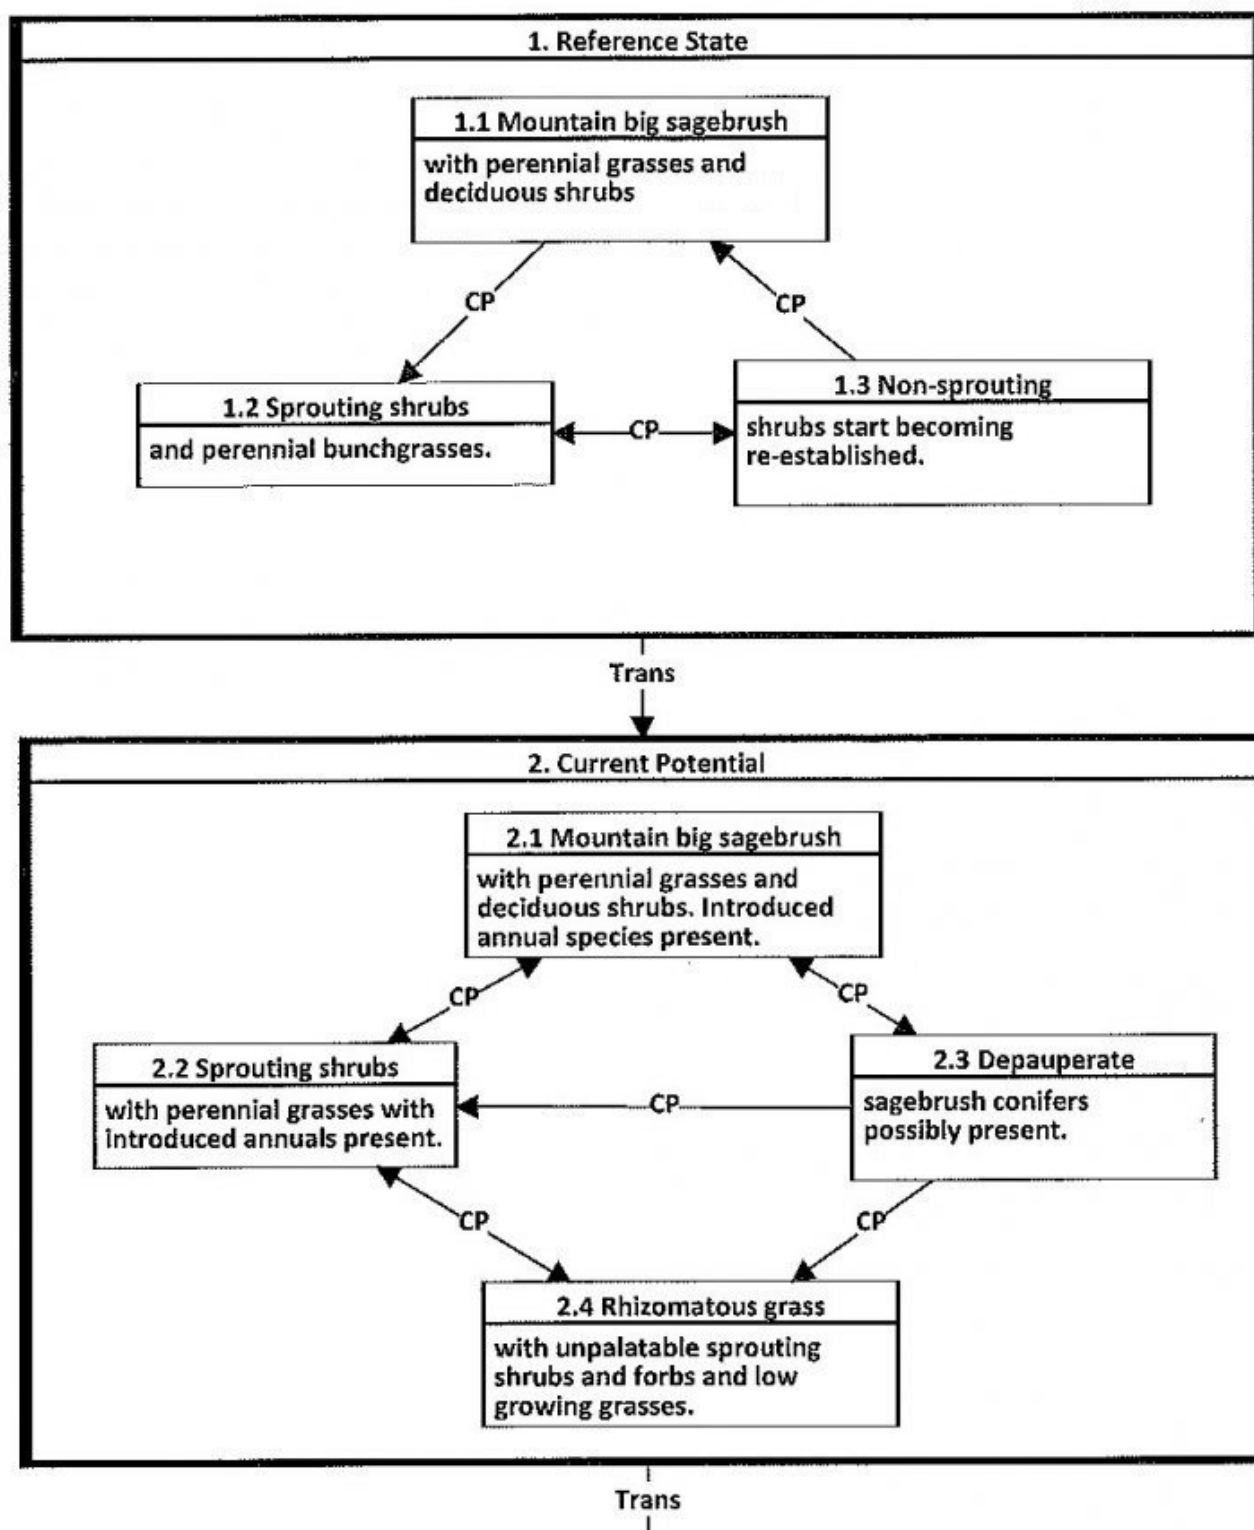 1. Reference State
1.1 Mountain big sagebrush
with perennial grasses and
deciduous shrubs
CP
CP
1.2 Sprouting shrubs
and perennial bunchgrasses.
CP
1.3 Non-sprouting
shrubs start becoming
re-established.
Trans
2. Current Potential
2.1 Mountain big sagebrush
with perennial grasses and
deciduous shrubs. Introduced
annual species present.
CP
CP
2.2 Sprouting shrubs
with perennial grasses with
introduced annuals present.
CP
2.3 Depauperate
sagebrush conifers
possibly present.
CP
CP
2.4 Rhizomatous grass
with unpalatable sprouting
shrubs and forbs and low
growing grasses.
Trans